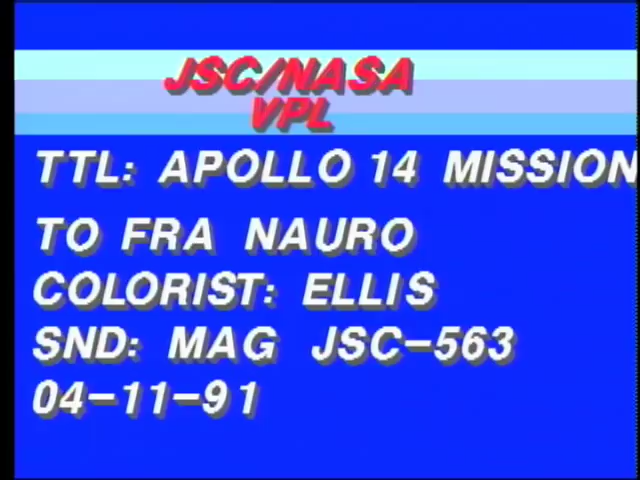 JSC/NASA
VPL
TTL: APOLLO 14 MISSION
TO FRA NAURO
COLORIST: ELLIS
SND: MAG JSC-563
04-11-91